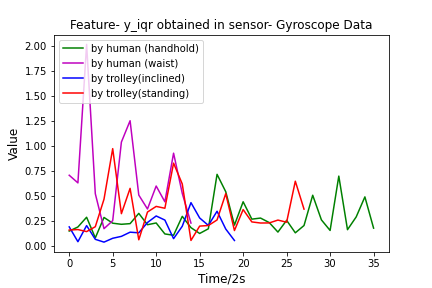 Feature- y_iqr obtained in sensor- Gyroscope Data
2.00
1.75
1.50
1.25
1.00
0.75
0.50
0.25
0.00
Value
by human (handhold)
by human (waist)
by trolley(inclined)
by trolley(standing)
0 5 10 15 20 25 30 35
Time/2s